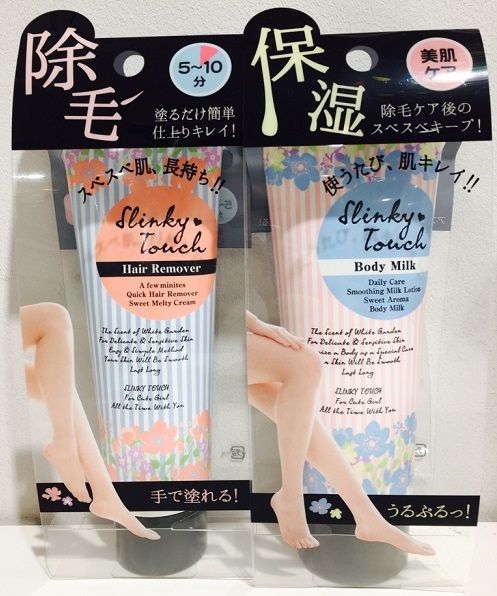 除毛
5~10
分
塗るだけ簡単
仕上りキレイ!
スベスベ肌、長持ち!!
Slinky
Touch
Hair Remover
A few minites
Quick Hair Remover
Sweet Melty Cream
The Scent of White Garden
For Delicate & Sensitive Skin
Easy & Simple Method
Your Skin Will Be Smooth
Last Long
SLINKY TOUCH
For Cute Girl
All the Time With You
手で塗れる!
保湿
美肌
ケア
除毛ケア後の
スベスベキープ!
使うたび、肌キレイ!!
Slinky
Touch
Body Milk
Daily Care
Smoothing Milk Lotion
Sweet Aroma
Body Milk
The Scent of White Garden
For Delicate & Sensitive Skin
a Body as a Special Care
Skin Will Be Smooth
Last Long
SLINKY TOUCH
For Cute Girl
All the Time With You
うるぷるっ!